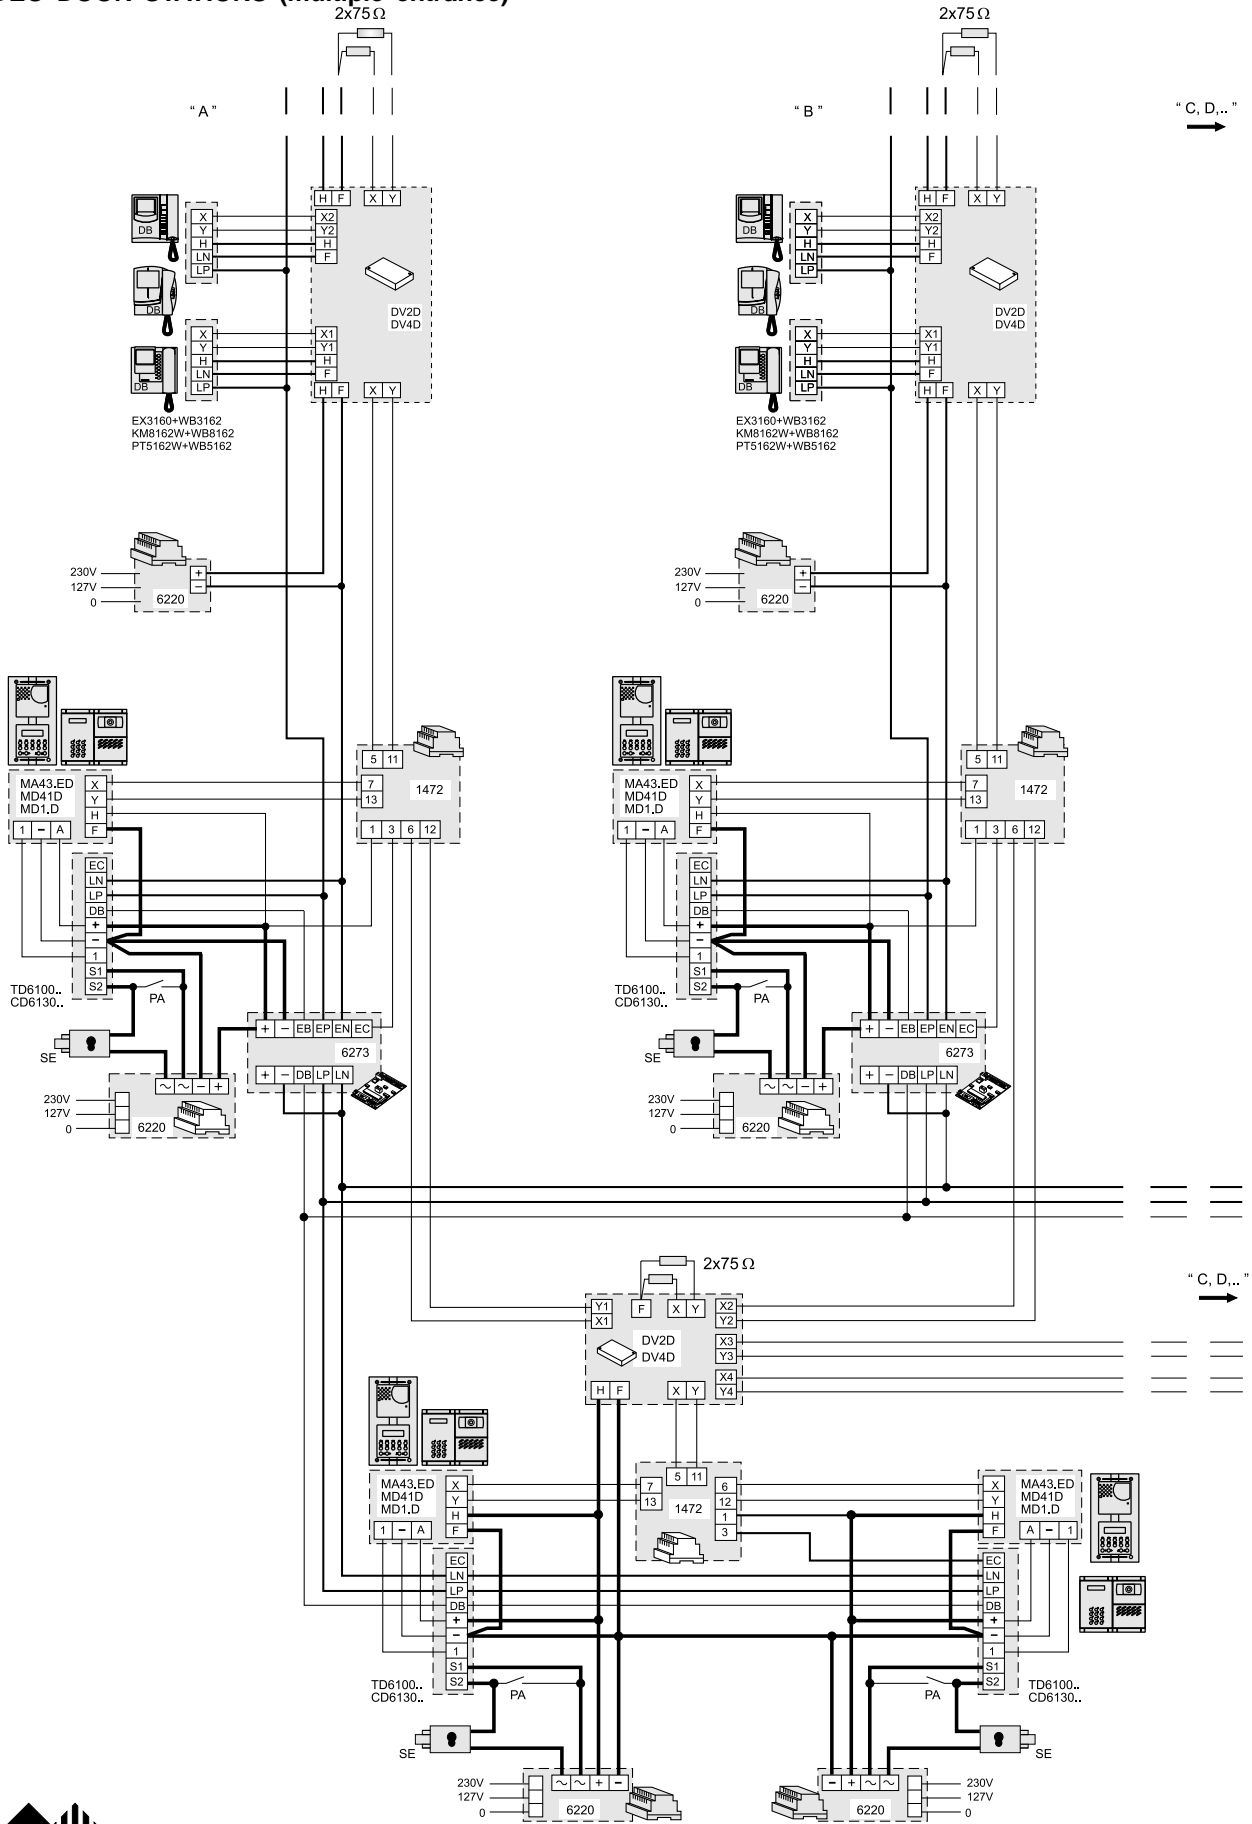 (multiple entrance)
2x75 Ω
2x75 Ω
“ A ”
“ B ”
“ C, D,.. ”
H F X Y
H F X Y
DB
X X2
Y Y2
H H
LN F
LP
DB
X X2
Y Y2
H H
LN F
LP
DB
DV2D
DV4D
DB
DV2D
DV4D
X X1
Y Y1
H H
LN F
LP
DB
H F X Y
X X1
Y Y1
H H
LN F
LP
DB
H F X Y
EX3160+WB3162
KM8162W+WB8162
PT5162W+WB5162
EX3160+WB3162
KM8162W+WB8162
PT5162W+WB5162
230V
127V
0
6220
+
−
230V
127V
0
6220
+
−
MA43.ED
MD41D
MD1.D
X
Y
H
F
1 − A
5 11
7
13
1472
1 3 6 12
MA43.ED
MD41D
MD1.D
X
Y
H
F
1 − A
5 11
7
13
1472
1 3 6 12
EC
LN
LP
DB
+
−
1
S1
S2
TD6100..
CD6130..
PA
SE
EC
LN
LP
DB
+
−
1
S1
S2
TD6100..
CD6130..
PA
SE
+ − EB EP EN EC
6273
+ − DB LP LN
+ − EB EP EN EC
6273
+ − DB LP LN
~ ~ − +
230V
127V
0
6220
~ ~ − +
230V
127V
0
6220
2x75 Ω
“ C, D,.. ”
Y1
X1
F X Y
X2
Y2
X3
Y3
X4
Y4
DV2D
DV4D
H F X Y
MA43.ED
MD41D
MD1.D
X
Y
H
F
1 − A
5 11
7
13
1472
6
12
1
3
X
Y
H
F
MA43.ED
MD41D
MD1.D
A − 1
EC
LN
LP
DB
+
−
1
S1
S2
TD6100..
CD6130..
PA
SE
EC
LN
LP
DB
+
−
1
S1
S2
TD6100..
CD6130..
PA
SE
~ ~ + −
230V
127V
0
6220
− + ~ ~
6220
230V
127V
0